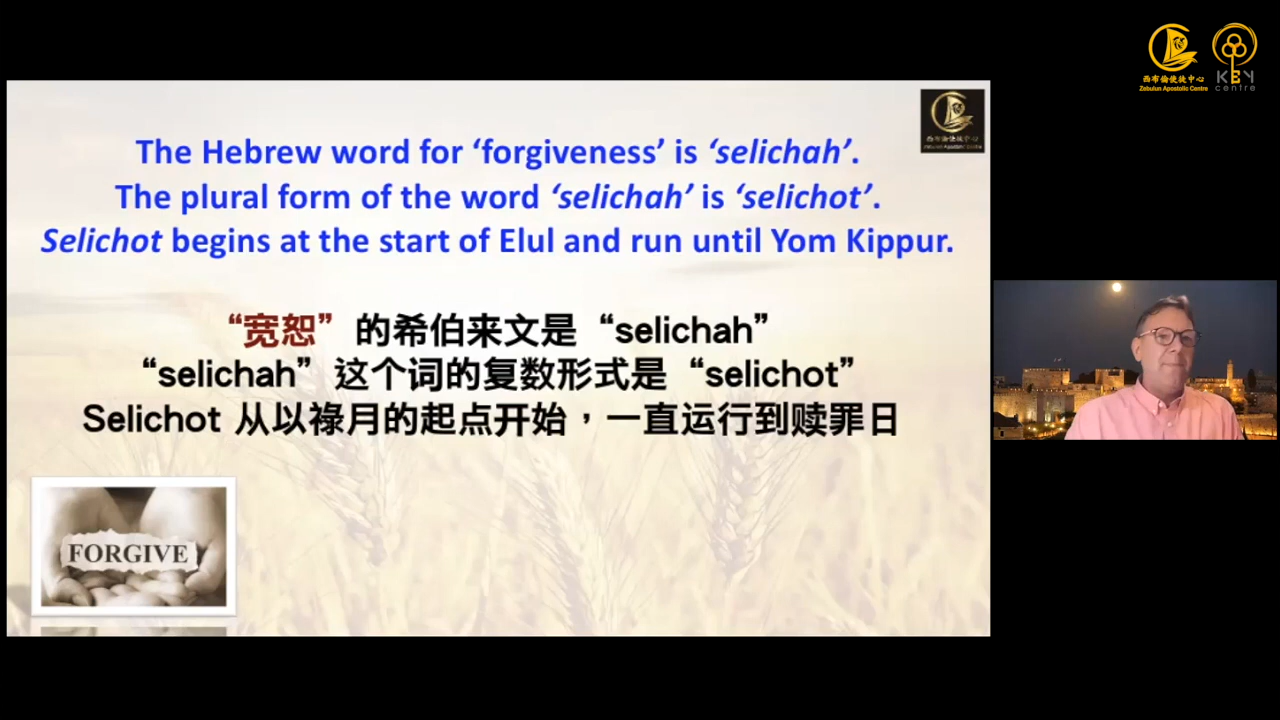 西布倫使徒中心
Zebulun Apostolic Centre
KEY
centre
The Hebrew word for ‘forgiveness’ is ‘selichah’.
The plural form of the word ‘selichah’ is ‘selichot’.
Selichot begins at the start of Elul and run until Yom Kippur.
“宽恕” 的希伯来文是 “selichah”
“selichah” 这个词的复数形式是 “selichot”
Selichot 从以祿月的起点开始，一直运行到赎罪日
FORGIVE